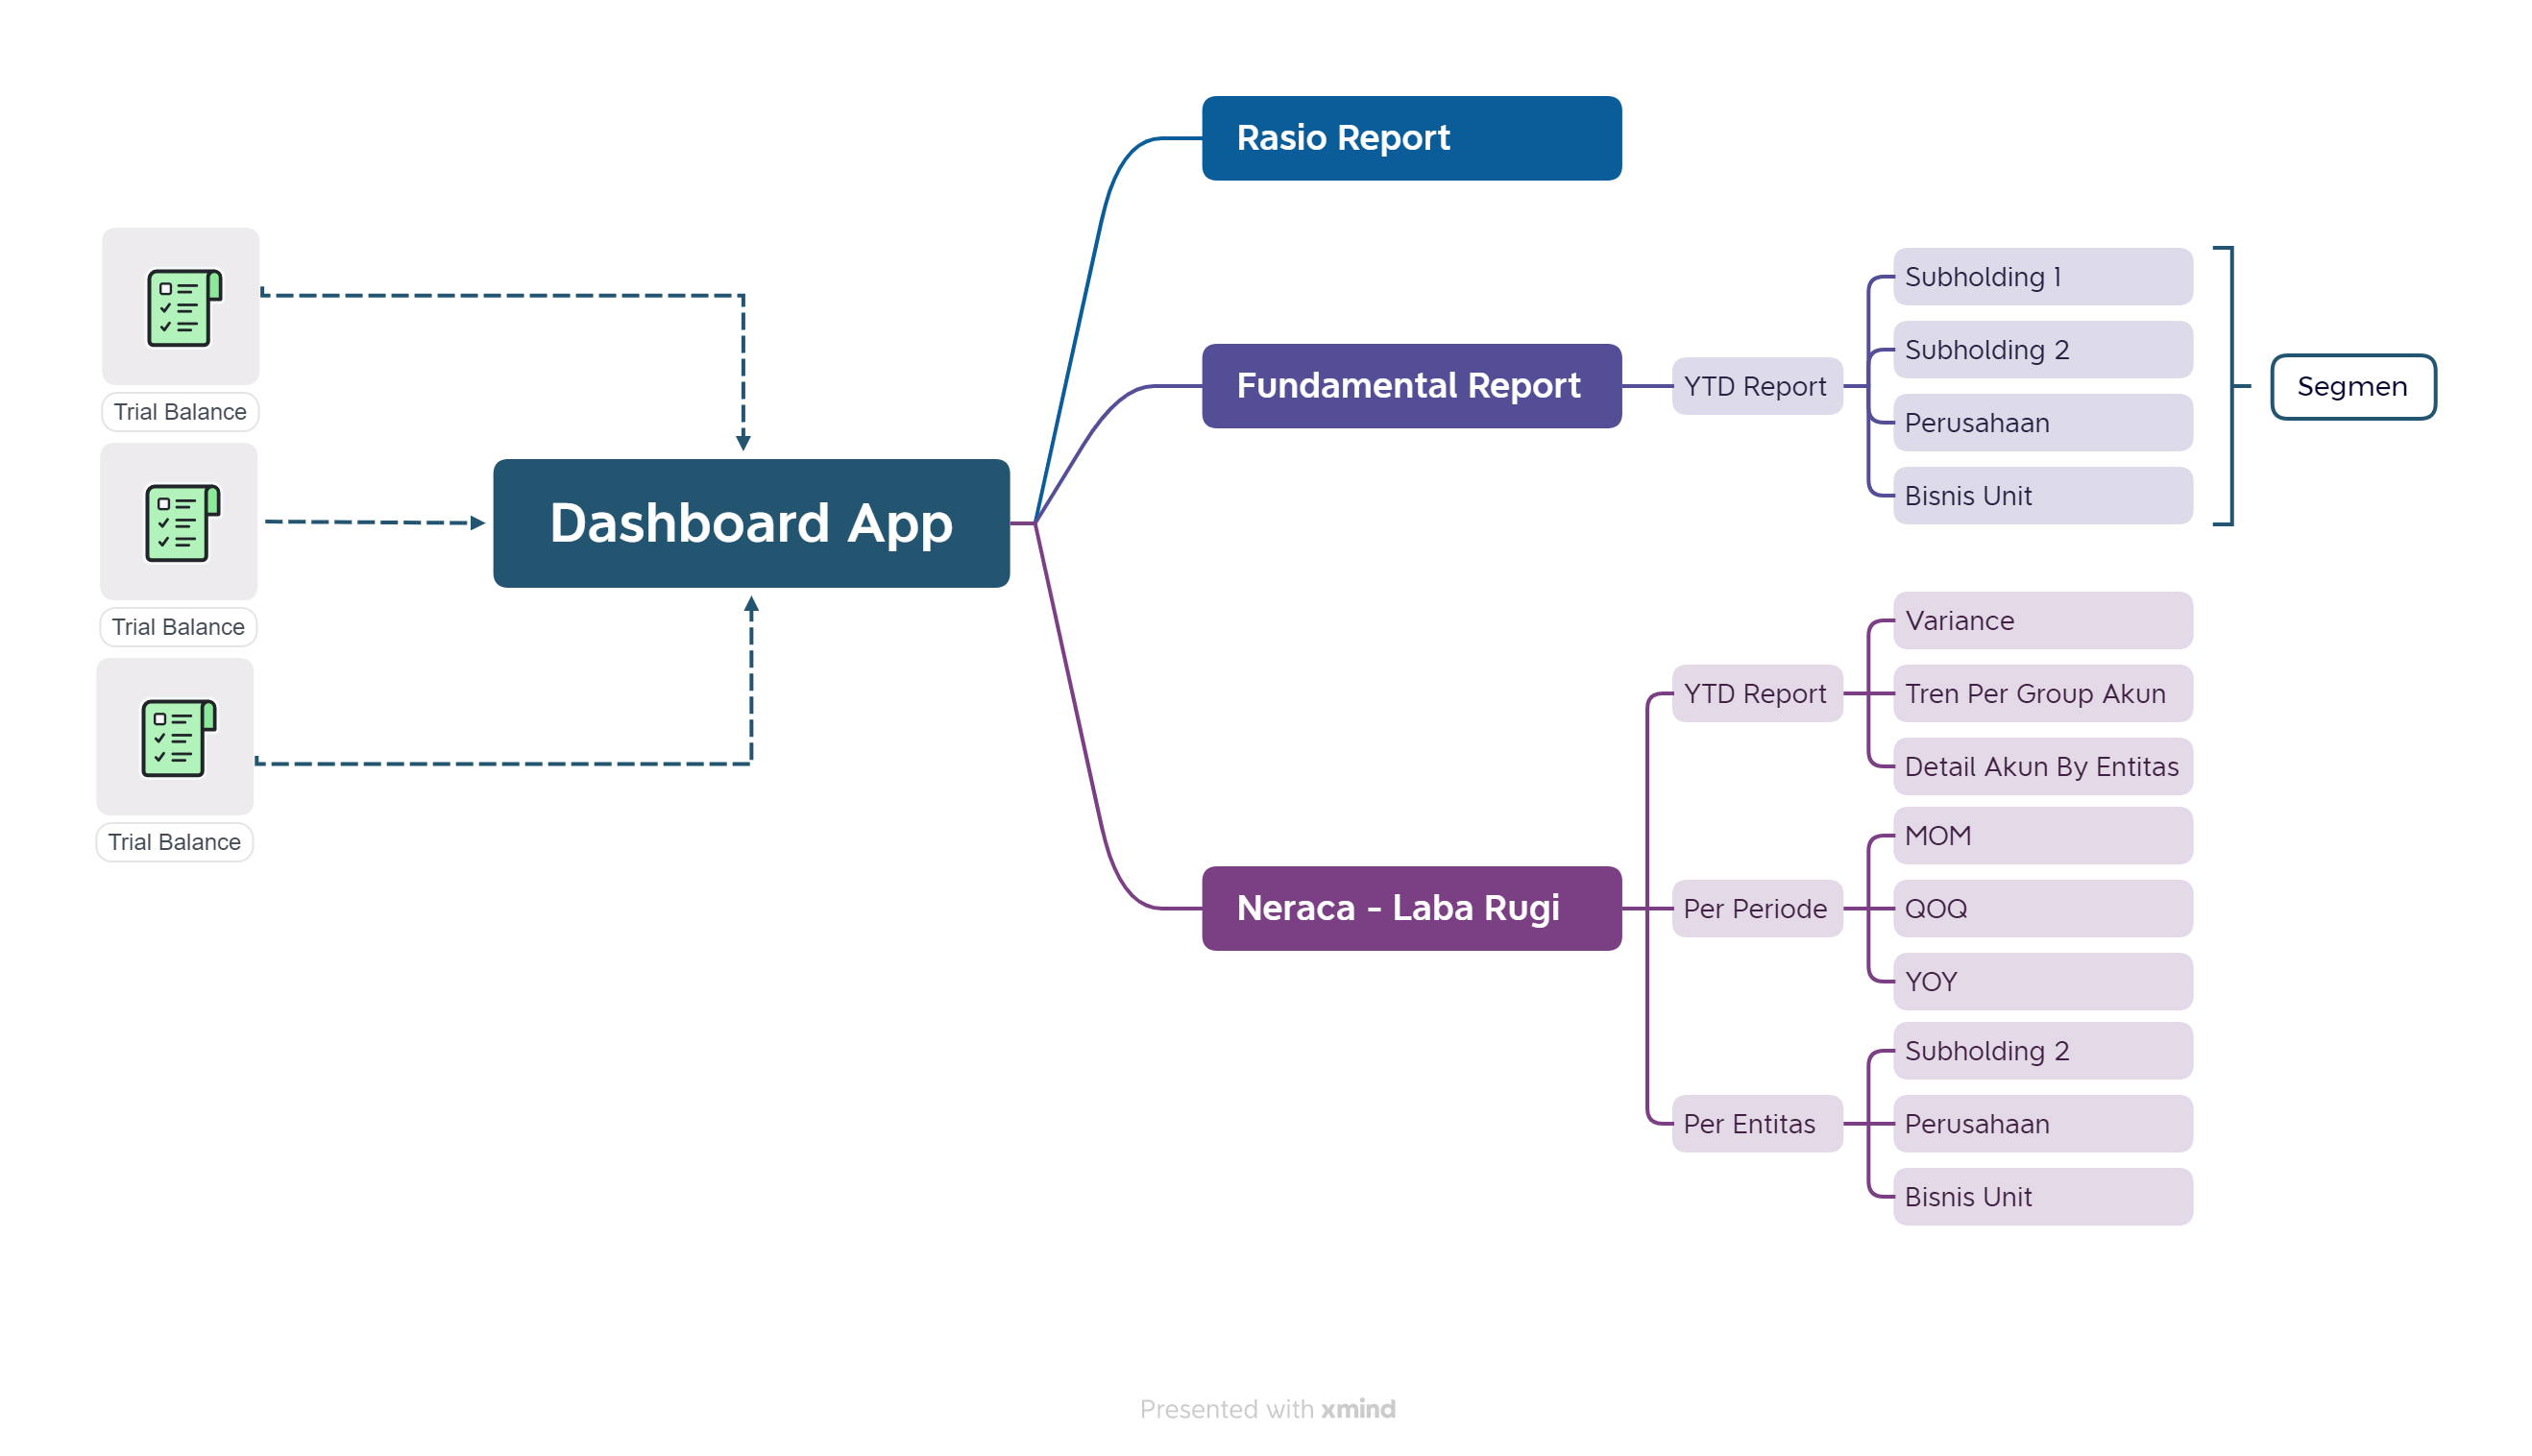 Trial Balance
Trial Balance
Trial Balance
Dashboard App
Rasio Report
Fundamental Report
YTD Report
Subholding 1
Subholding 2
Perusahaan
Bisnis Unit
Segmen
Neraca - Laba Rugi
YTD Report
Variance
Tren Per Group Akun
Detail Akun By Entitas
Per Periode
MOM
QOQ
YOY
Per Entitas
Subholding 2
Perusahaan
Bisnis Unit
Presented with xmind